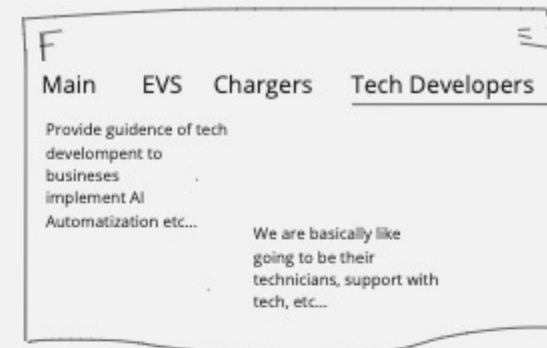 F
Main EVS Chargers Tech Developers
Provide guidence of tech
develompent to
busineses
implement AI
Automatization etc...
We are basically like
going to be their
technicians, support with
tech, etc...